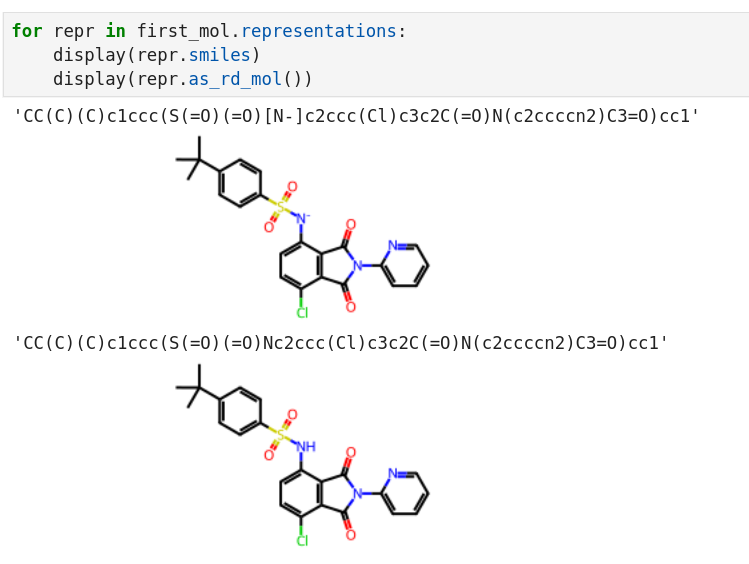 for repr in first_mol.representations:
    display(repr.smiles)
    display(repr.as_rd_mol())
'CC(C)(C)c1ccc(S(=O)(=O)[N-]c2ccc(Cl)c3c2C(=O)N(c2ccccn2)C3=O)cc1'
O
S
N-
O
O
N
N
O
Cl
'CC(C)(C)c1ccc(S(=O)(=O)Nc2ccc(Cl)c3c2C(=O)N(c2ccccn2)C3=O)cc1'
O
S
NH
O
O
N
N
O
Cl